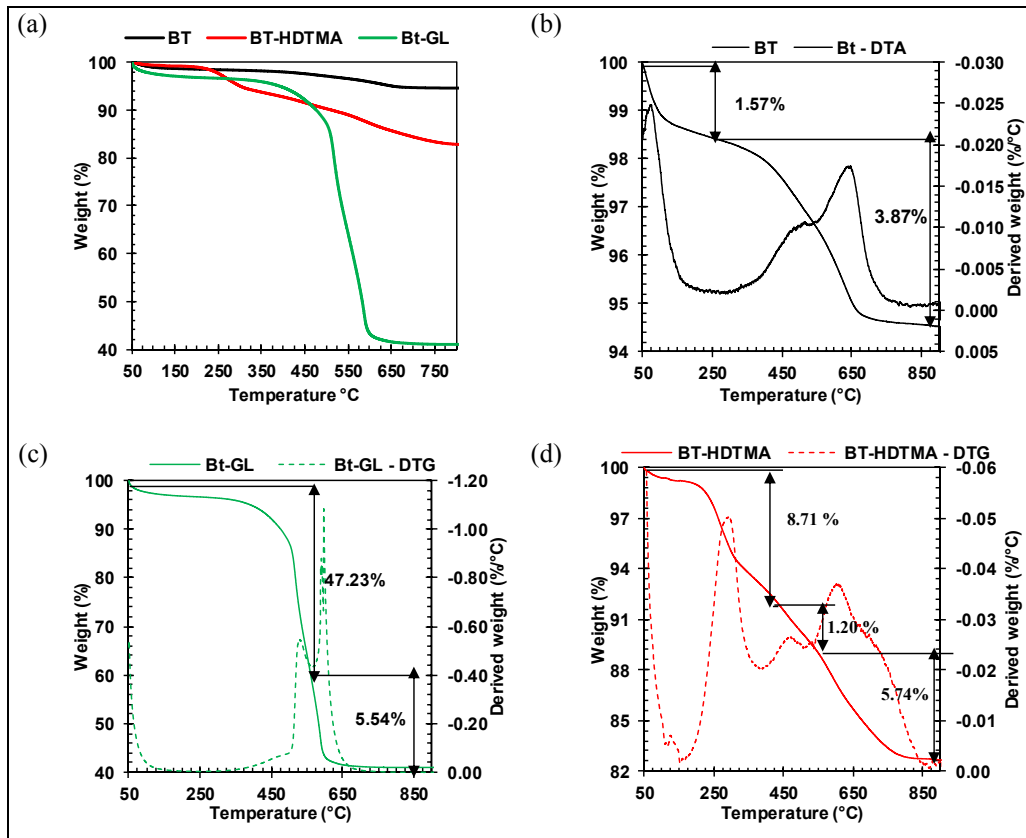 (a)
BT BT-HDTMA Bt-GL
100
90
80
70
60
50
40
Weight (%)
50 150 250 350 450 550 650 750
Temperature °C
(b)
BT Bt - DTA
100
99
98
97
96
95
94
Weight (%)
1.57%
3.87%
-0.030
-0.025
-0.020
-0.015
-0.010
-0.005
0.000
0.005
Derived weight (%/°C)
50 250 450 650 850
Temperature (°C)
(c)
Bt-GL Bt-GL - DTG
100
90
80
70
60
50
40
Weight (%)
47.23%
5.54%
-1.20
-1.00
-0.80
-0.60
-0.40
-0.20
0.00
Derived weight (%/°C)
50 250 450 650 850
Temperature (°C)
(d)
BT-HDTMA BT-HDTMA - DTG
100
97
94
91
88
85
82
Weight (%)
8.71 %
1.20 %
5.74%
-0.06
-0.05
-0.04
-0.03
-0.02
-0.01
0.00
Derived weight (%/°C)
50 250 450 650 850
Temperature (°C)